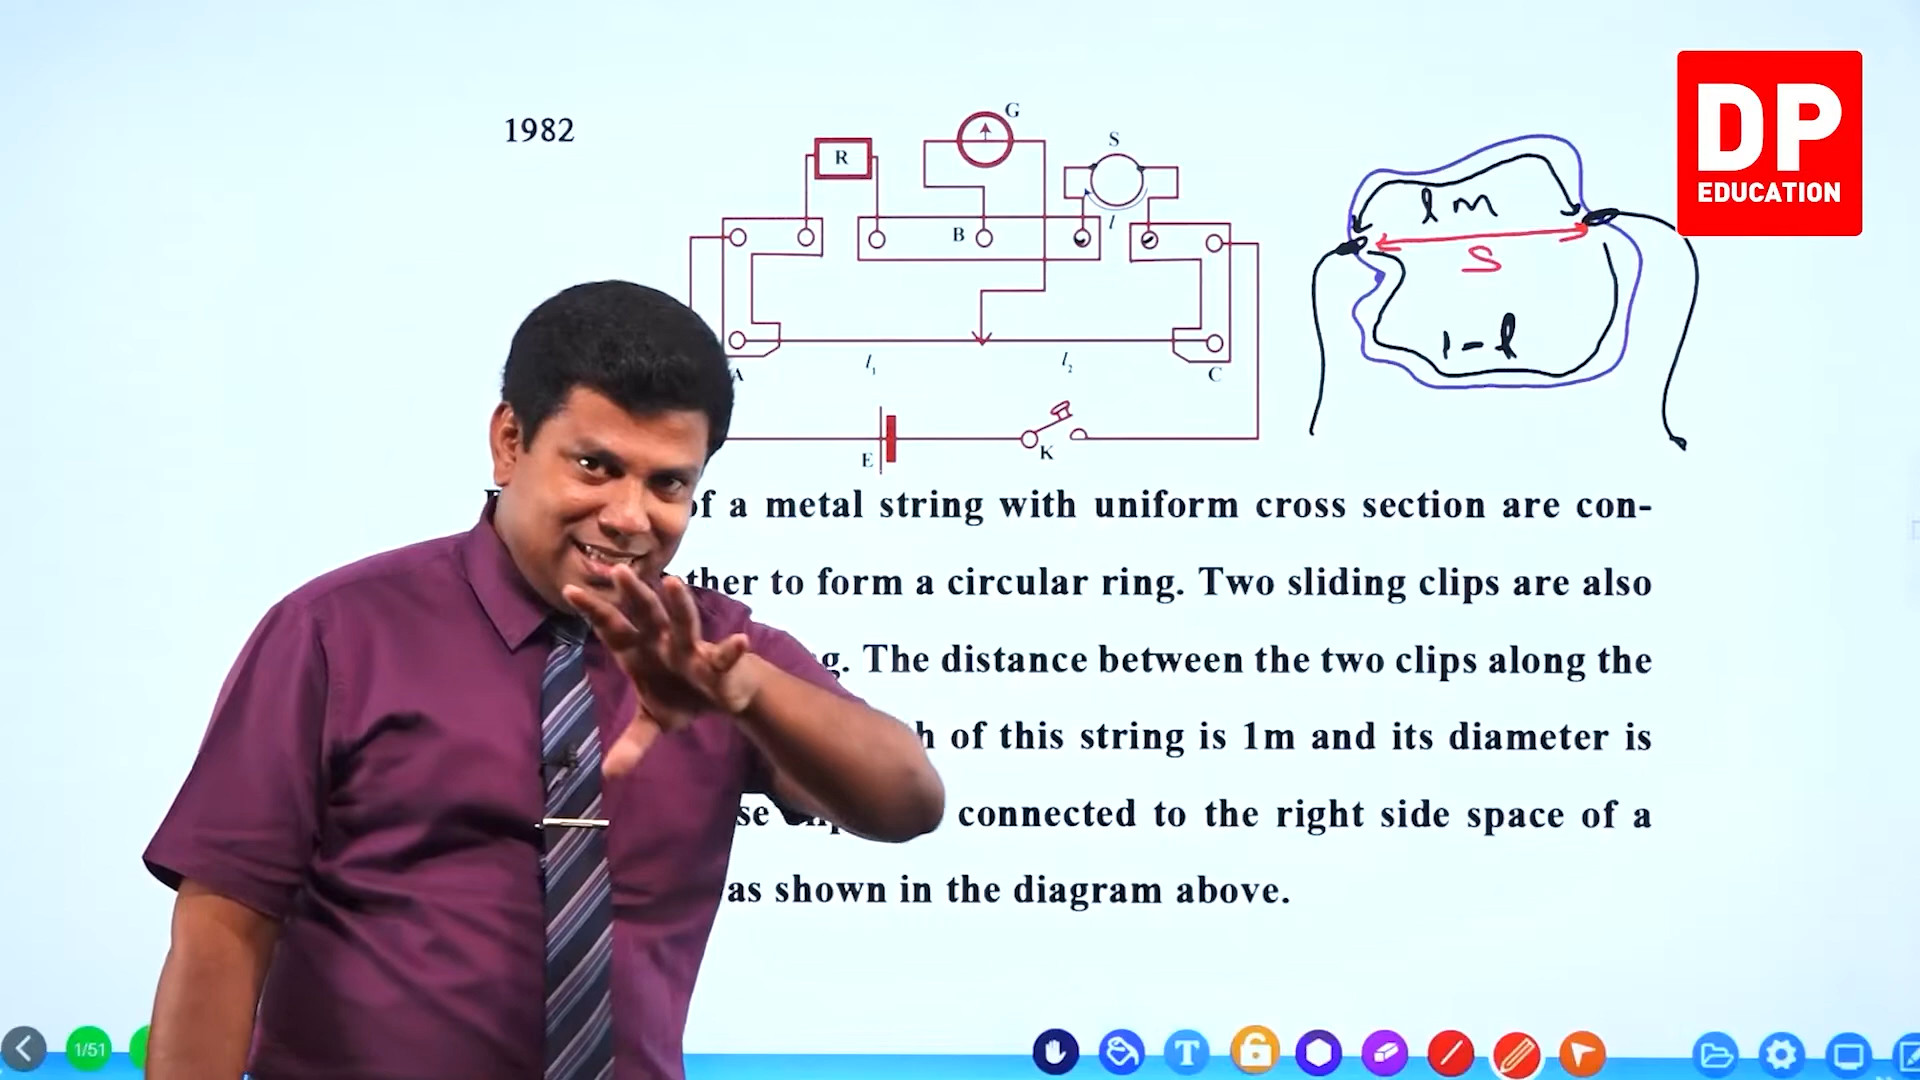 1982
G
R
S
B
l
l₁
l₂
A
C
E
K
l m
S
1-l
DP
EDUCATION
of a metal string with uniform cross section are con-
to form a circular ring. Two sliding clips are also
The distance between the two clips along the
of this string is 1m and its diameter is
connected to the right side space of a
as shown in the diagram above.
1/51
T